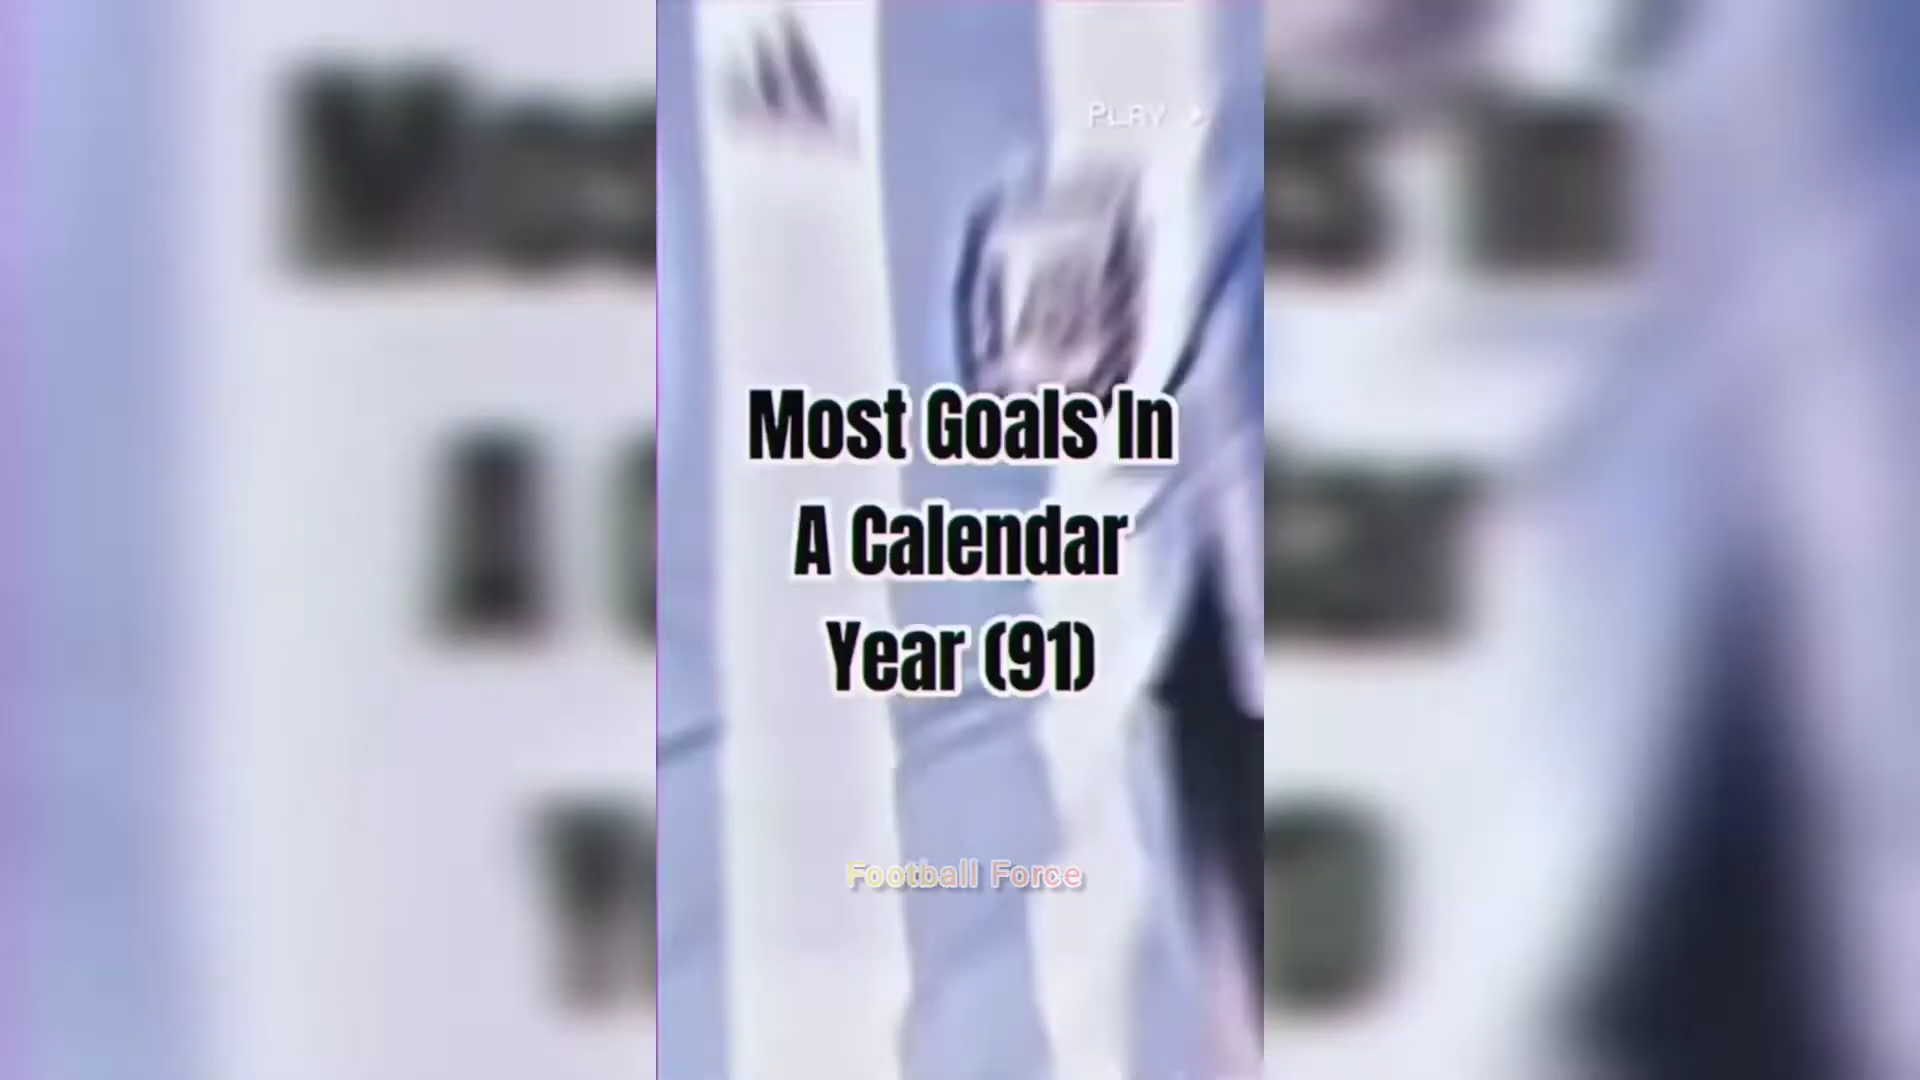 PLAY
Most Goals In
A Calendar
Year (91)
Football Force